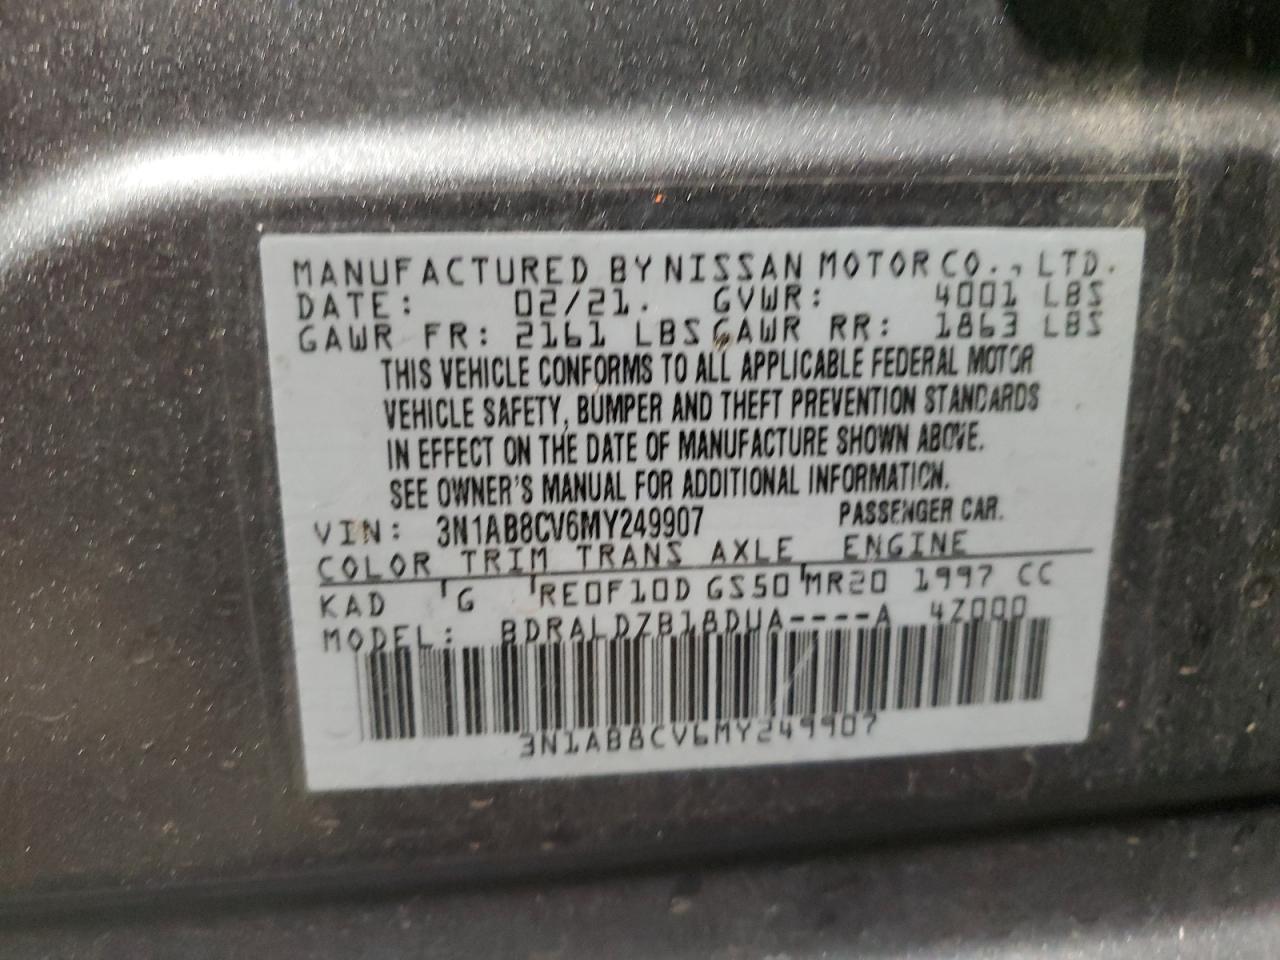 MANUFACTURED BY NISSAN MOTOR CO., LTD.
DATE: 02/21. GVWR: 4001 LBS
GAWR FR: 2161 LBS GAWR RR: 1863 LBS
THIS VEHICLE CONFORMS TO ALL APPLICABLE FEDERAL MOTOR
VEHICLE SAFETY, BUMPER AND THEFT PREVENTION STANDARDS
IN EFFECT ON THE DATE OF MANUFACTURE SHOWN ABOVE.
SEE OWNER'S MANUAL FOR ADDITIONAL INFORMATION.
VIN: 3N1AB8CV6MY249907 PASSENGER CAR.
COLOR TRIM TRANS AXLE ENGINE
KAD G RE0F10D GS50 MR20 1997 CC
MODEL: BDRALDZB18DUA----A 4Z000
3N1AB8CV6MY249907